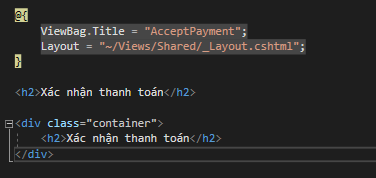 @{
ViewBag.Title = "AcceptPayment";
Layout = "~/Views/Shared/_Layout.cshtml";
}
<h2>Xác nhận thanh toán</h2>
<div class="container">
<h2>Xác nhận thanh toán</h2>
</div>